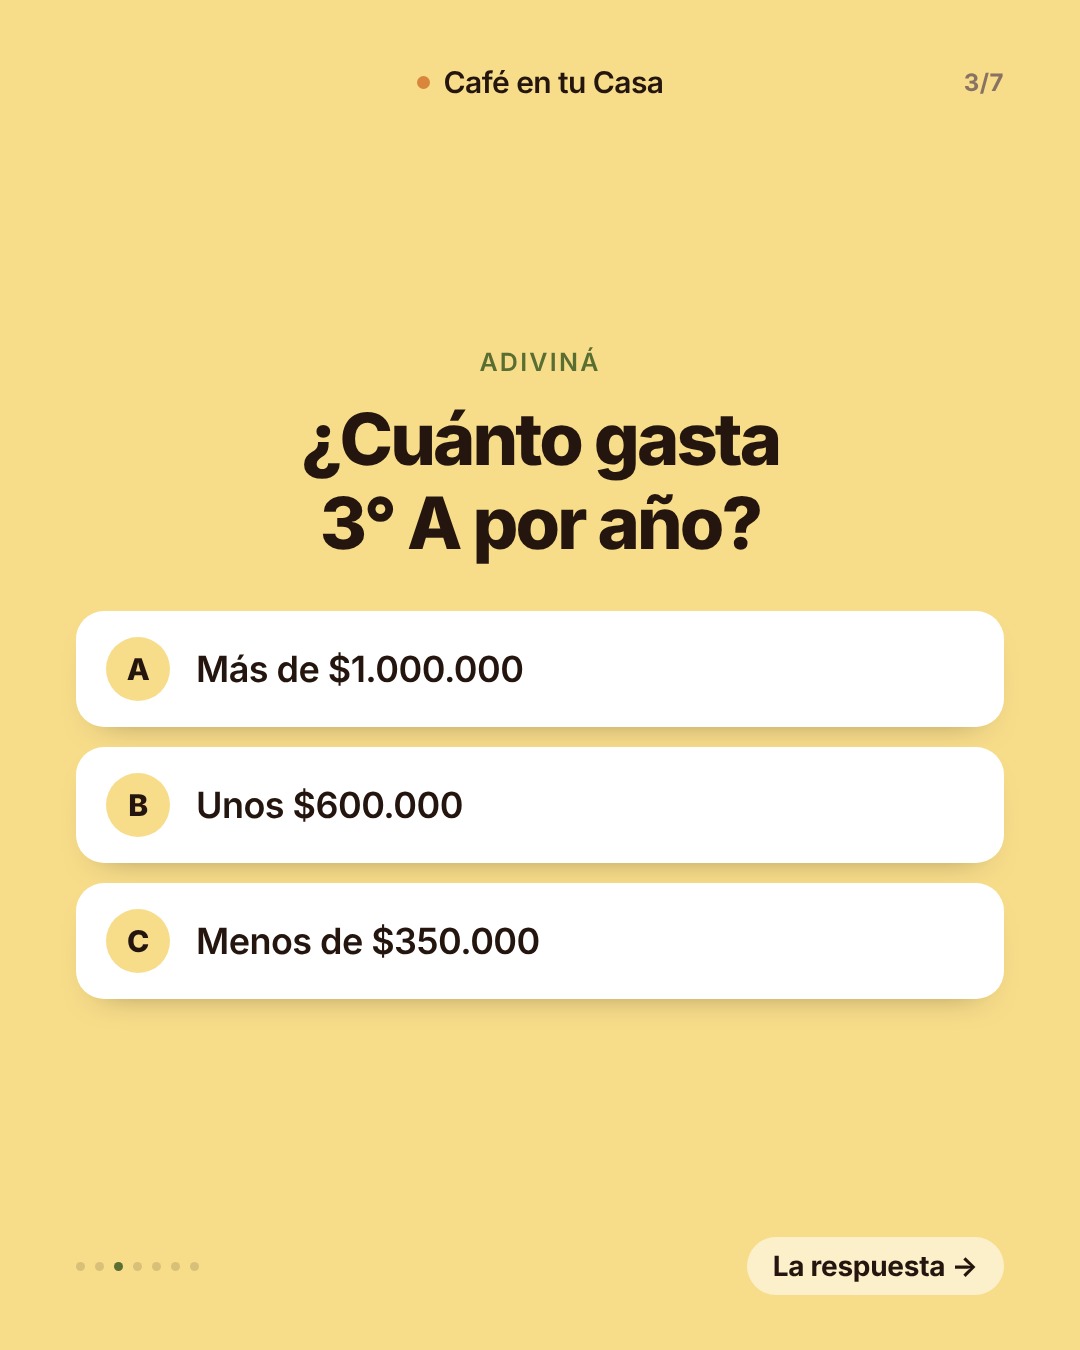 Café en tu Casa
3/7
ADIVINÁ
¿Cuánto gasta
3° A por año?
A Más de $1.000.000
B Unos $600.000
C Menos de $350.000
La respuesta →